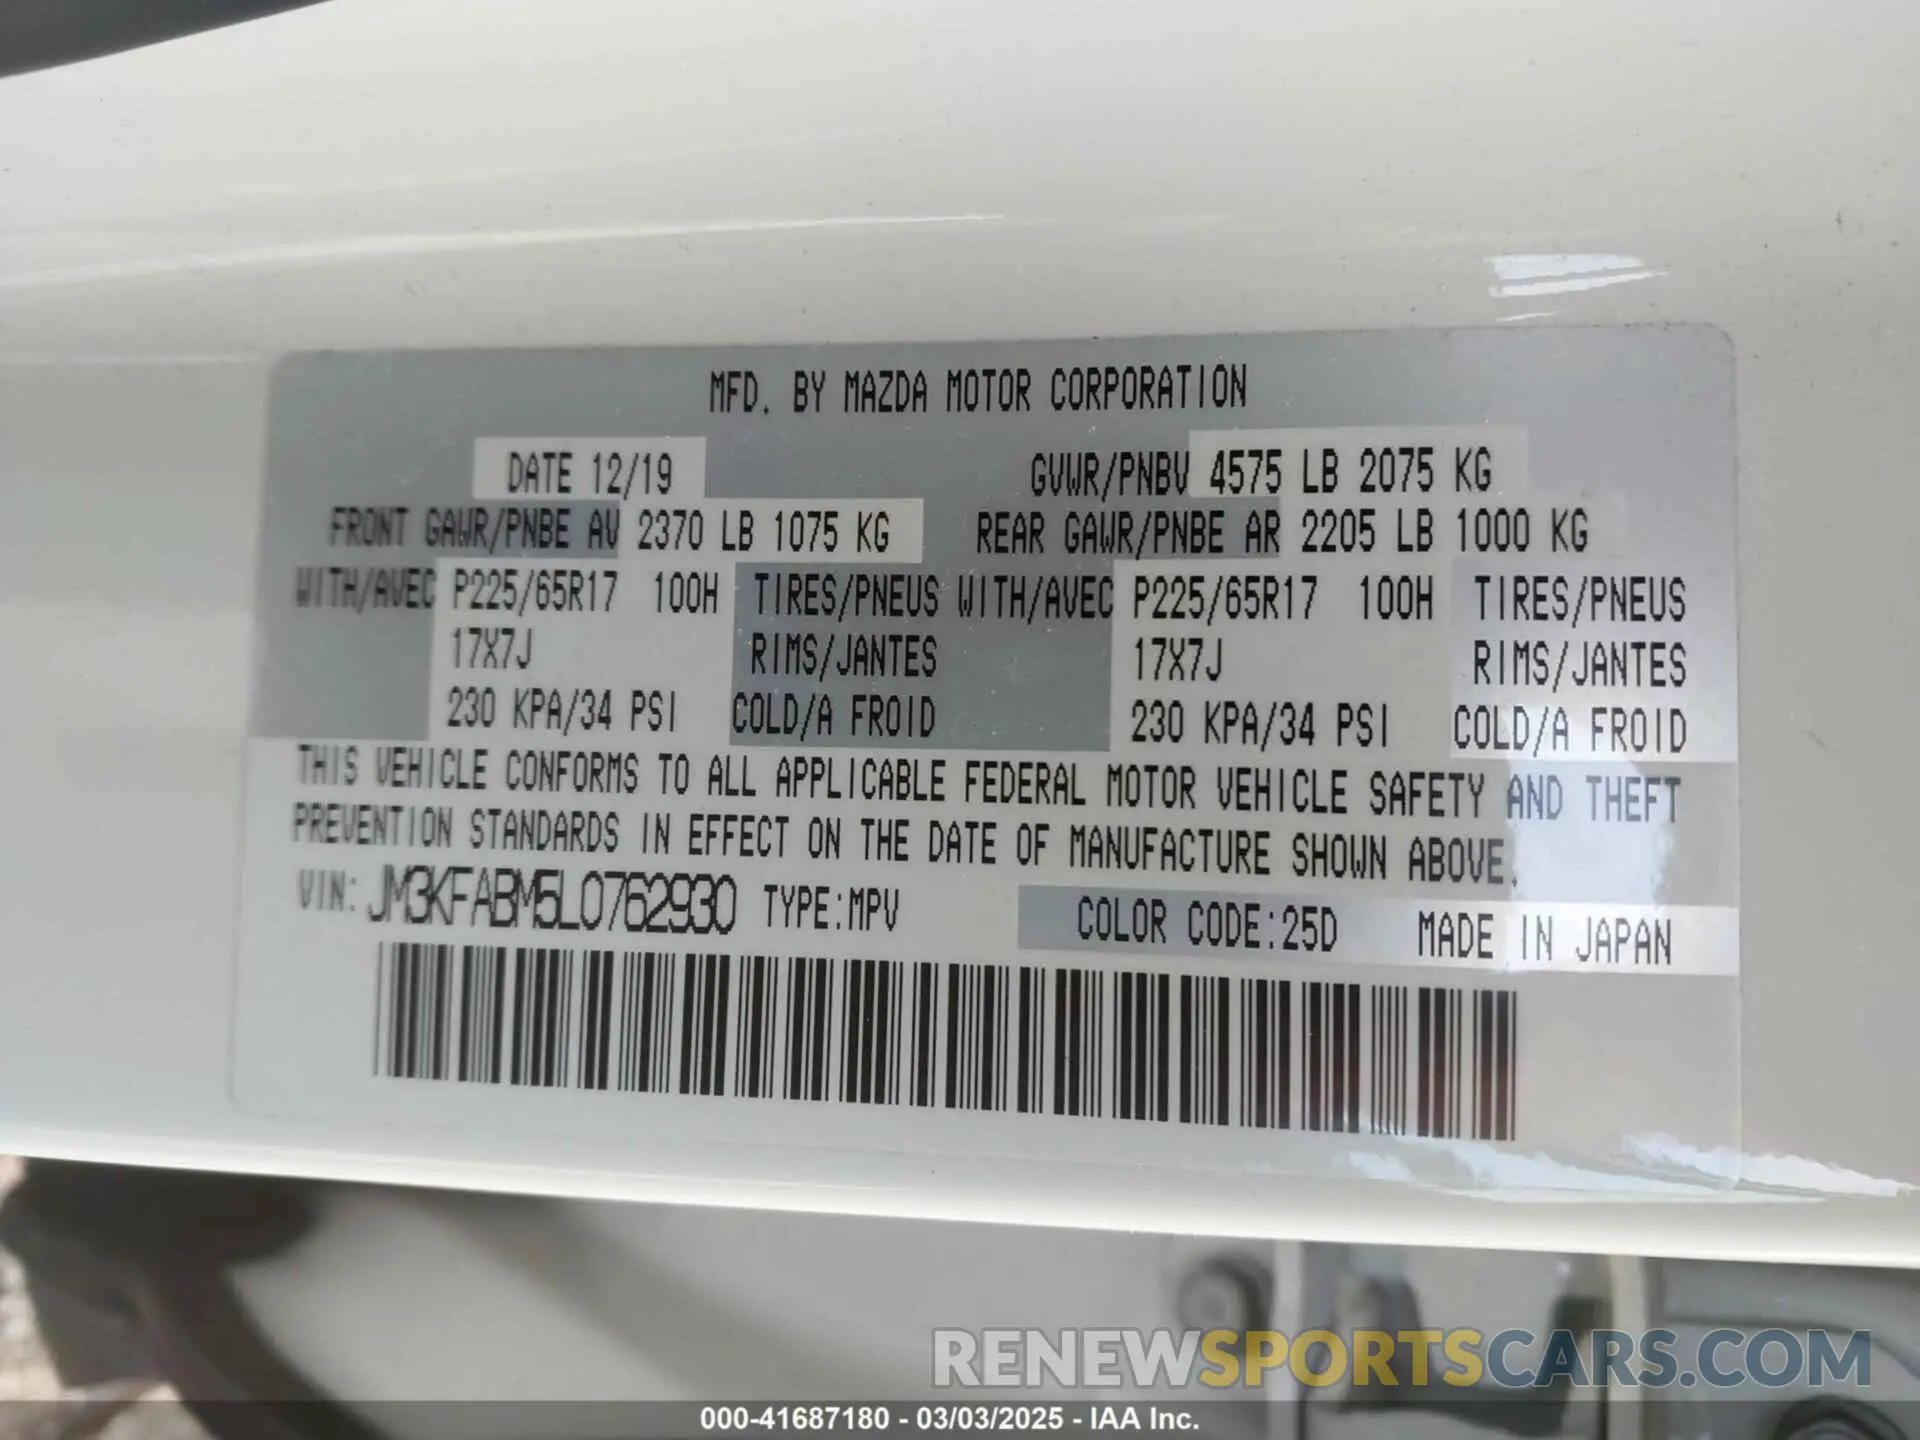 MFD. BY MAZDA MOTOR CORPORATION
DATE 12/19 GVWR/PNBV 4575 LB 2075 KG
FRONT GAWR/PNBE AV 2370 LB 1075 KG REAR GAWR/PNBE AR 2205 LB 1000 KG
WITH/AVEC P225/65R17 100H TIRES/PNEUS WITH/AVEC P225/65R17 100H TIRES/PNEUS
17X7J RIMS/JANTES 17X7J RIMS/JANTES
230 KPA/34 PSI COLD/A FROID 230 KPA/34 PSI COLD/A FROID
THIS VEHICLE CONFORMS TO ALL APPLICABLE FEDERAL MOTOR VEHICLE SAFETY AND THEFT
PREVENTION STANDARDS IN EFFECT ON THE DATE OF MANUFACTURE SHOWN ABOVE.
VIN: JM3KFABM5L0762930 TYPE:MPV COLOR CODE:25D MADE IN JAPAN
RENEWSPORTSCARS.COM
000-41687180 - 03/03/2025 - IAA Inc.